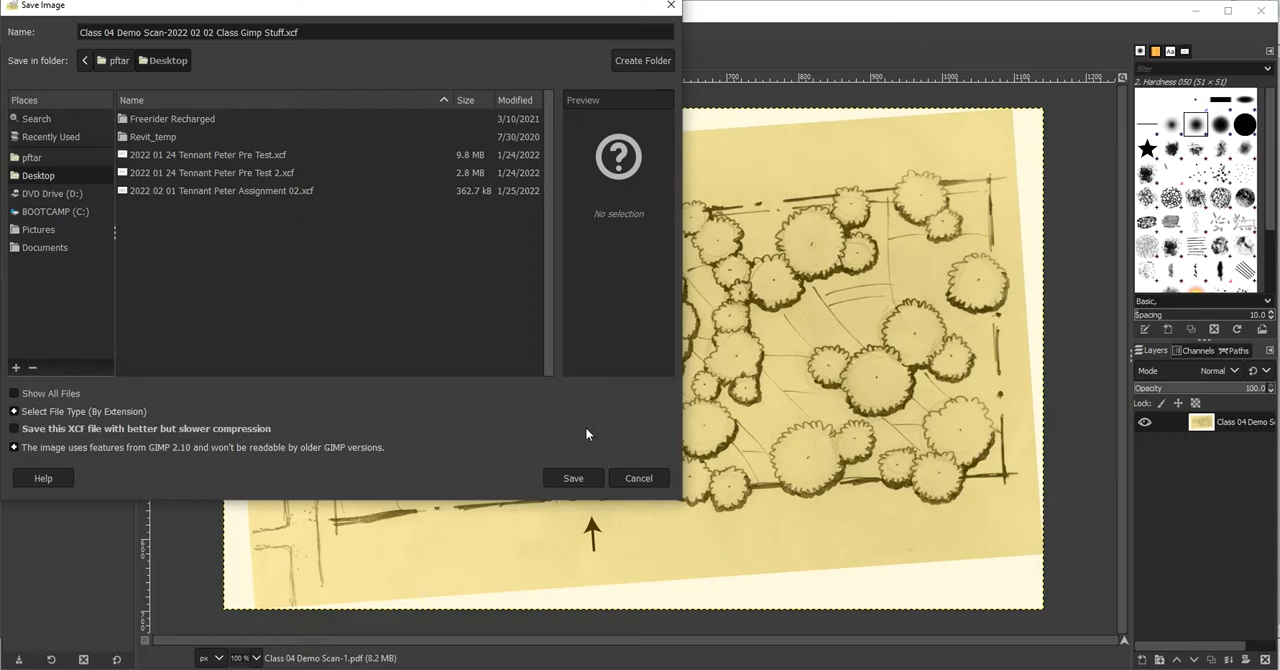 Save Image
Name: Class 04 Demo Scan-2022 02 02 Class Gimp Stuff.xcf
Save in folder: pftar Desktop Create Folder
Places
Search
Recently Used
pftar
Desktop
DVD Drive (D:)
BOOTCAMP (C:)
Pictures
Documents
Name Size Modified
Freerider Recharged 3/10/2021
Revit_temp 7/30/2020
2022 01 24 Tennant Peter Pre Test.xcf 9.8 MB 1/24/2022
2022 01 24 Tennant Peter Pre Test 2.xcf 2.8 MB 1/24/2022
2022 02 01 Tennant Peter Assignment 02.xcf 362.7 kB 1/25/2022
Preview
?
No selection
Show All Files
Select File Type (By Extension)
Save this XCF file with better but slower compression
The image uses features from GIMP 2.10 and won't be readable by older GIMP versions.
Help Save Cancel
700 800 900 1000 1100 1200
filter
2. Hardness 050 (51 × 51)
Basic,
Spacing 10.0
Layers Channels Paths
Mode Normal
Opacity 100.0
Lock:
Class 04 Demo S
px 100 % Class 04 Demo Scan-1.pdf (8.2 MB)